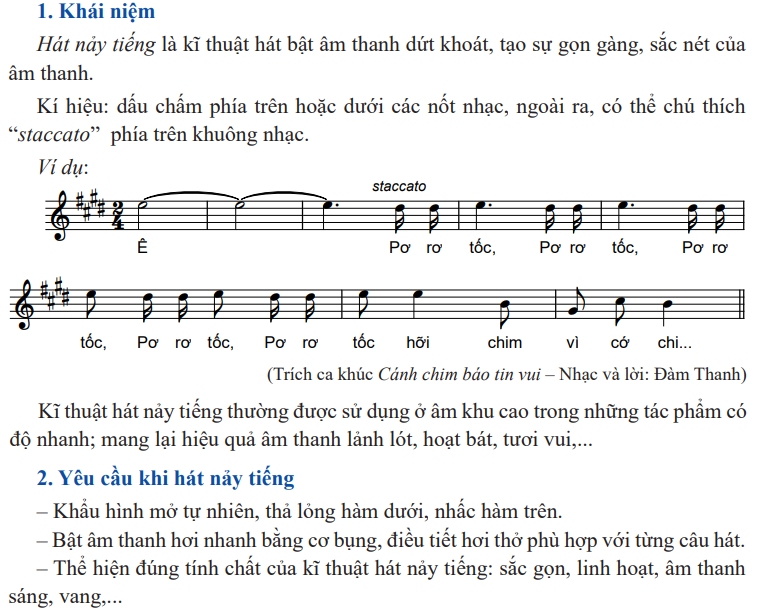 1. Khái niệm
Hát nảy tiếng là kĩ thuật hát bật âm thanh dứt khoát, tạo sự gọn gàng, sắc nét của
âm thanh.
Kí hiệu: dấu chấm phía trên hoặc dưới các nốt nhạc, ngoài ra, có thể chú thích
“staccato” phía trên khuông nhạc.
Ví dụ:
staccato
2
4
Ê Pơ rơ tốc, Pơ rơ tốc, Pơ rơ
tốc, Pơ rơ tốc, Pơ rơ tốc hỡi chim vì cớ chi...
(Trích ca khúc Cánh chim báo tin vui – Nhạc và lời: Đàm Thanh)
Kĩ thuật hát nảy tiếng thường được sử dụng ở âm khu cao trong những tác phẩm có
độ nhanh; mang lại hiệu quả âm thanh lảnh lót, hoạt bát, tươi vui,...
2. Yêu cầu khi hát nảy tiếng
– Khẩu hình mở tự nhiên, thả lỏng hàm dưới, nhấc hàm trên.
– Bật âm thanh hơi nhanh bằng cơ bụng, điều tiết hơi thở phù hợp với từng câu hát.
– Thể hiện đúng tính chất của kĩ thuật hát nảy tiếng: sắc gọn, linh hoạt, âm thanh
sáng, vang,...